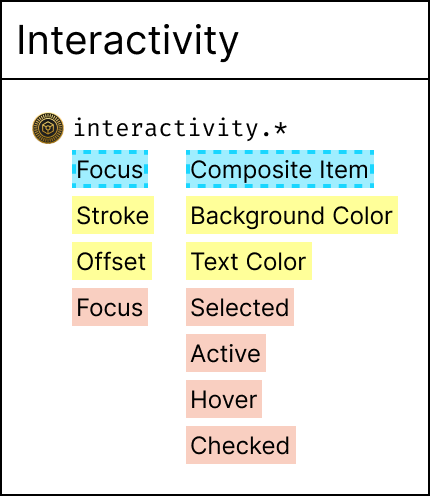 Interactivity
interactivity.*
Focus
Stroke
Offset
Focus
Composite Item
Background Color
Text Color
Selected
Active
Hover
Checked